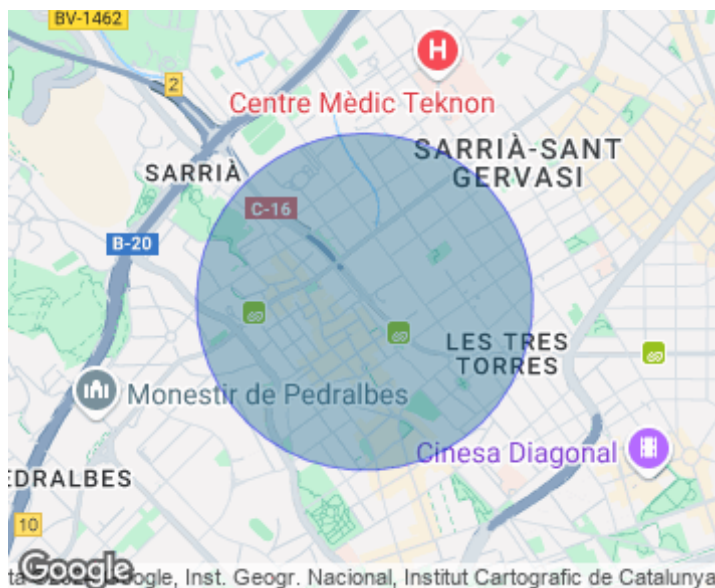 BV-1462
2
H
Centre Mèdic Teknon
SARRIÀ-SANT
GERVASI
SARRIÀ
C-16
B-20
LES TRES
TORRES
Monestir de Pedralbes
Cinesa Diagonal
EDRALBES
10
Google
Google, Inst. Geogr. Nacional, Institut Cartografic de Catalunya